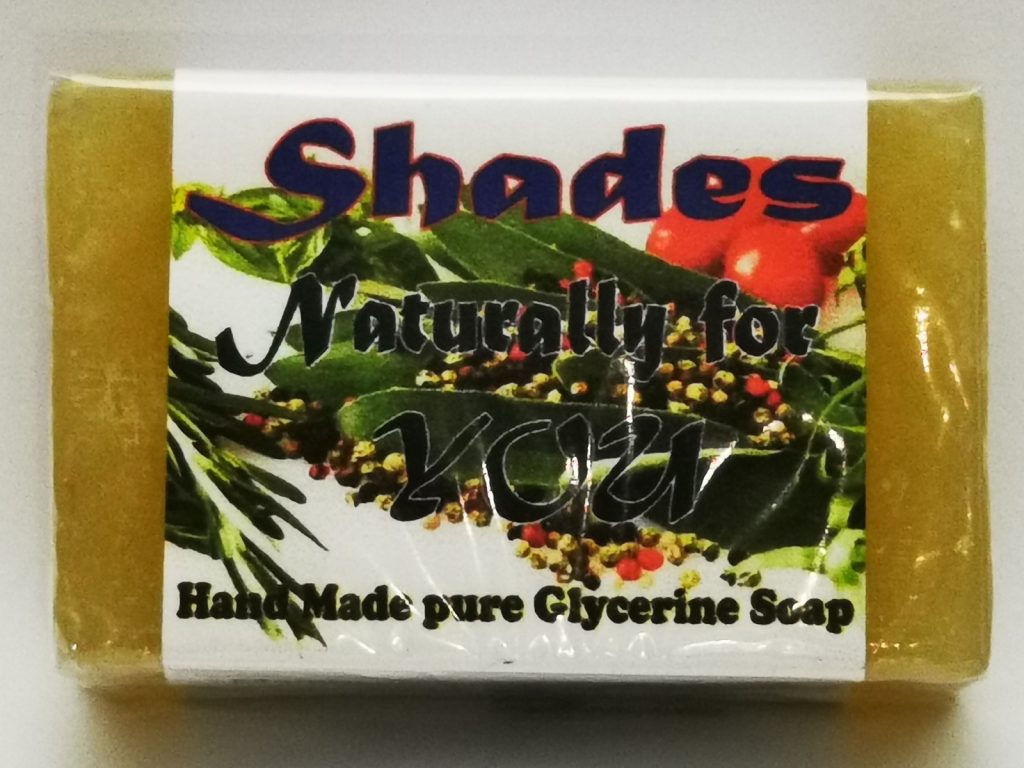 Shades
Naturally for
YOU
Hand Made pure Glycerine Soap